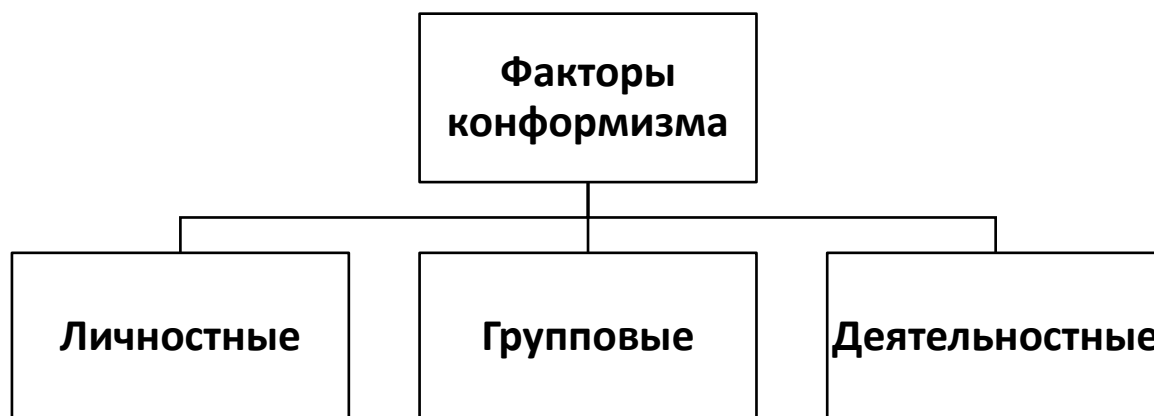 Факторы
конформизма
Личностные
Групповые
Деятельностные